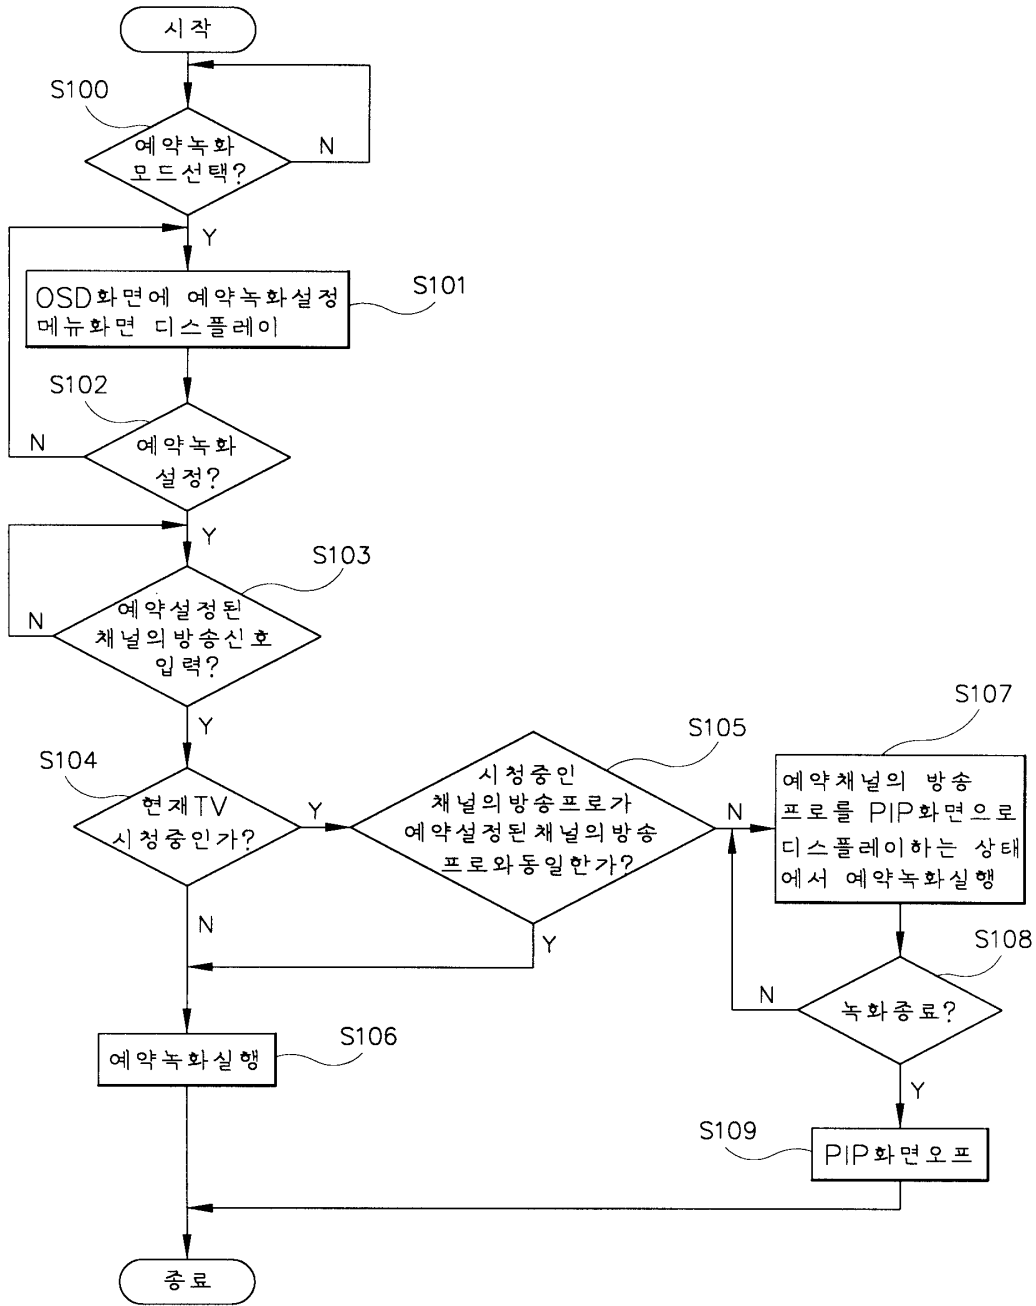 시작
S100
예약녹화
모드선택?
N
Y
OSD화면에 예약녹화설정
메뉴화면 디스플레이
S101
S102
예약녹화
설정?
N
Y
S103
예약설정된
채널의방송신호
입력?
N
Y
S104
현재TV
시청중인가?
Y
N
S105
시청중인
채널의방송프로가
예약설정된채널의방송
프로와동일한가?
N
Y
S107
예약채널의 방송
프로를 PIP화면으로
디스플레이하는 상태
에서 예약녹화실행
S108
녹화종료?
N
Y
S106
예약녹화실행
S109
PIP화면오프
종료